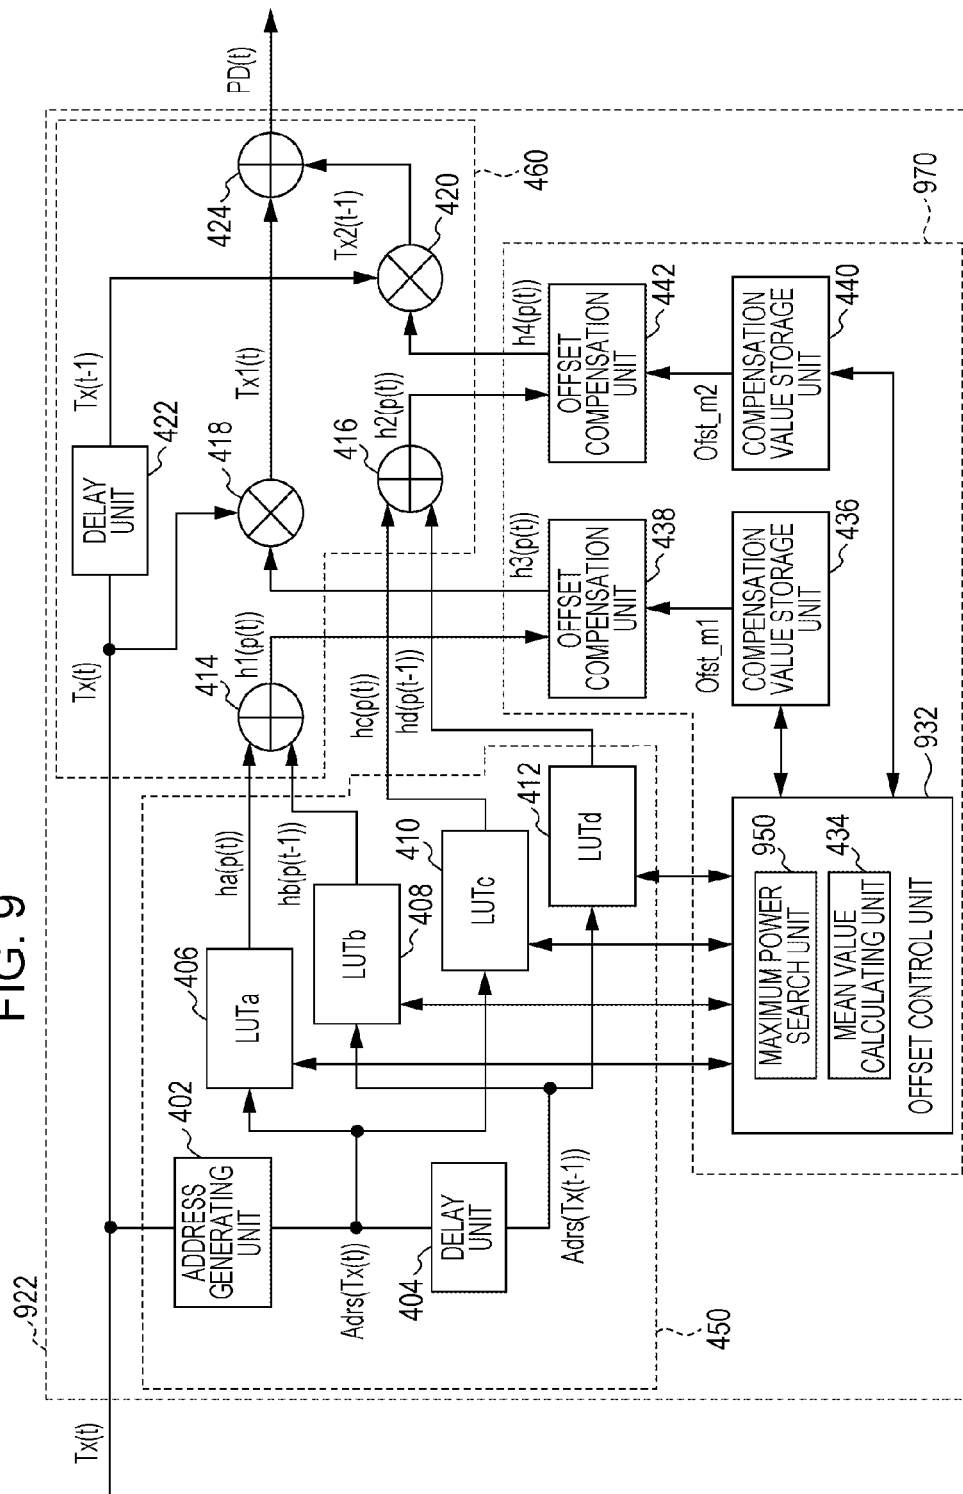 FIG. 9
922
Tx(t)
Tx(t)
DELAY
UNIT
422
Tx(t-1)
PD(t)
424
Tx2(t-1)
420
460
Tx1(t)
418
416
h2(p(t))
h4(p(t))
414
h1(p(t))
h3(p(t))
hc(p(t))
hd(p(t-1))
ADDRESS
GENERATING
UNIT
402
Adrs(Tx(t))
DELAY
UNIT
404
Adrs(Tx(t-1))
450
LUTa
406
ha(p(t))
LUTb
408
hb(p(t-1))
LUTc
410
LUTd
412
OFFSET
COMPENSATION
UNIT
438
OFFSET
COMPENSATION
UNIT
442
Ofst_m1
Ofst_m2
COMPENSATION
VALUE STORAGE
UNIT
436
COMPENSATION
VALUE STORAGE
UNIT
440
970
932
MAXIMUM POWER
SEARCH UNIT
950
MEAN VALUE
CALCULATING UNIT
434
OFFSET CONTROL UNIT